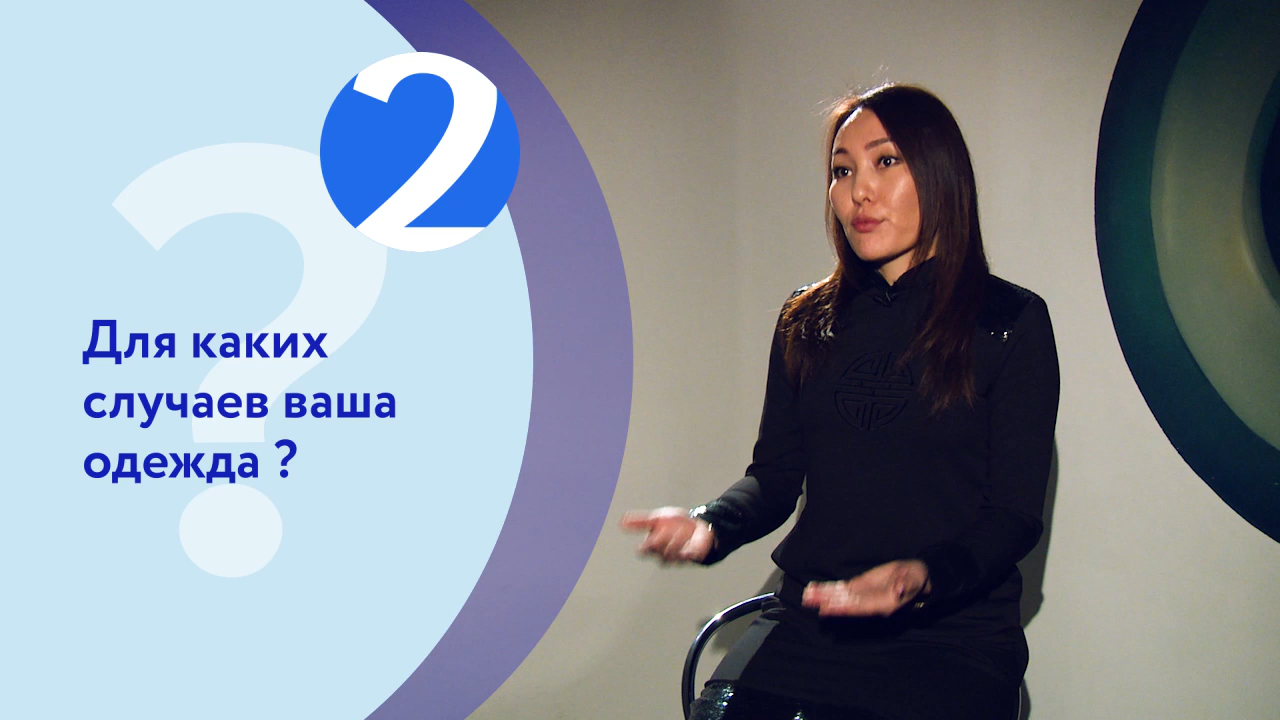 2
Для каких
случаев ваша
одежда ?